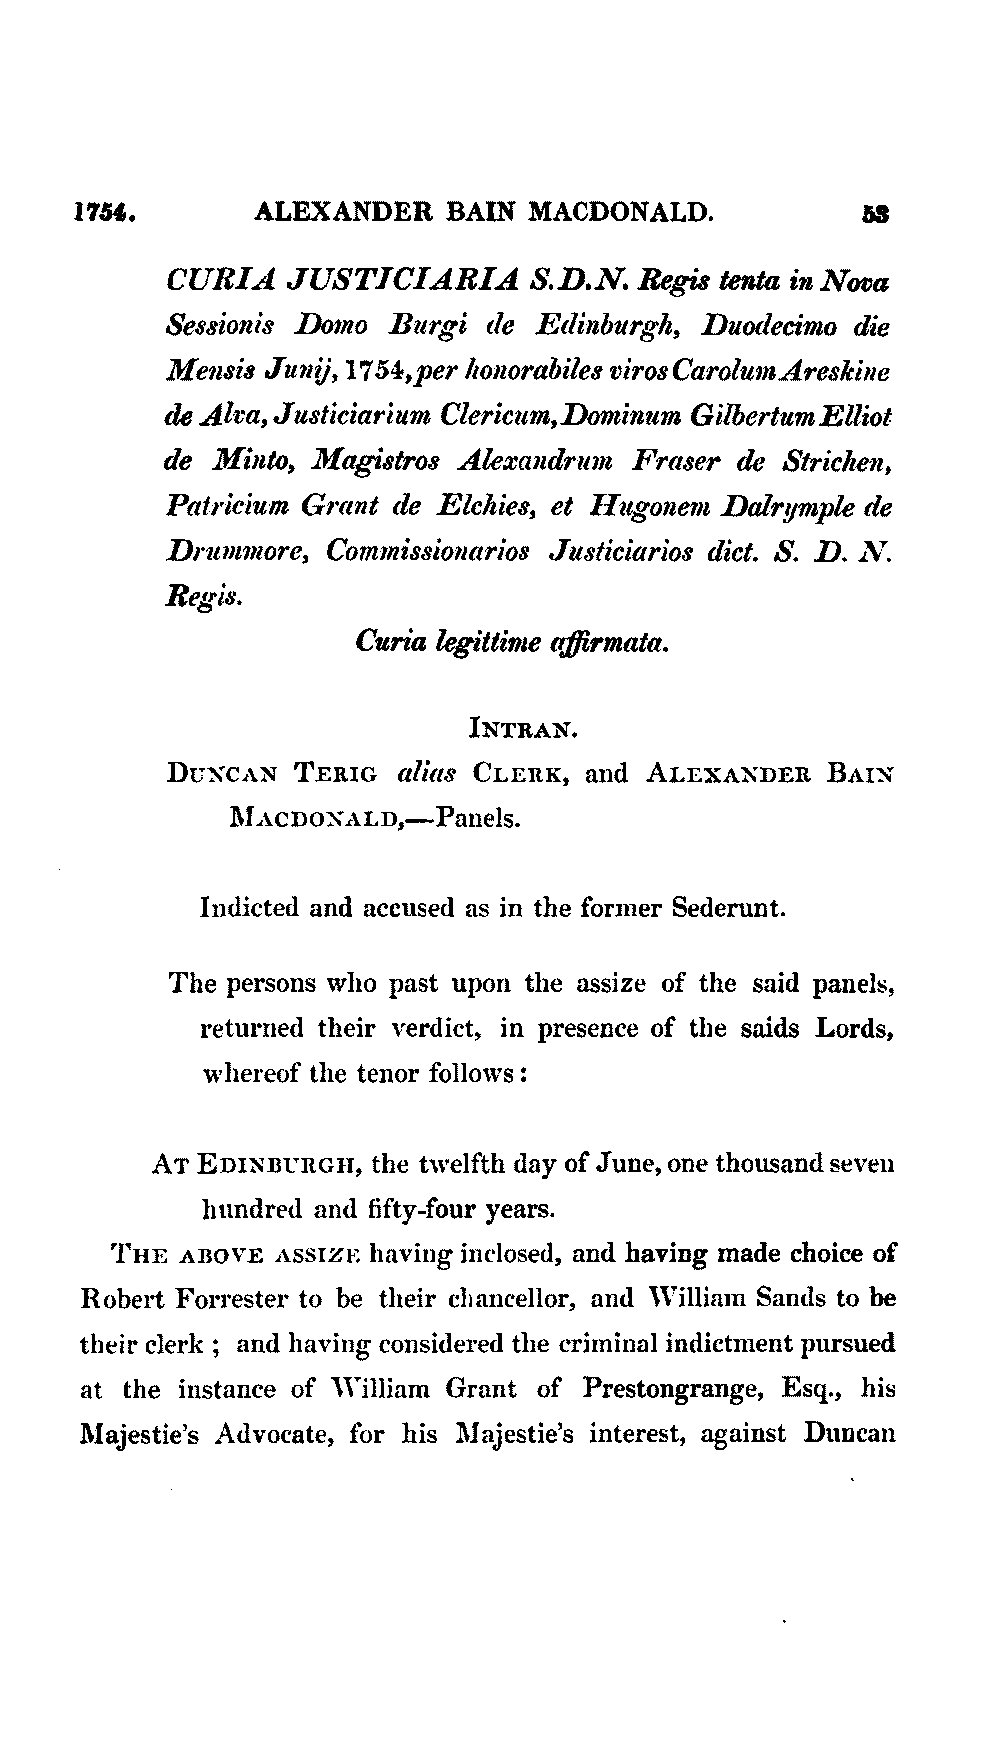 1754. ALEXANDER BAIN MACDONALD. 53
CURIA JUSTICIARIA S.D.N. Regis tenta in Nova
Sessionis Domo Burgi de Edinburgh, Duodecimo die
Mensis Junij, 1754, per honorabiles viros Carolum Areskine
de Alva, Justiciarium Clericum, Dominum Gilbertum Elliot
de Minto, Magistros Alexandrum Fraser de Strichen,
Patricium Grant de Elchies, et Hugonem Dalrymple de
Drummore, Commissionarios Justiciarios dict. S. D. N.
Regis.
Curia legittime affirmata.
INTRAN.
DUNCAN TERIG alias CLERK, and ALEXANDER BAIN
MACDONALD,—Panels.
Indicted and accused as in the former Sederunt.
The persons who past upon the assize of the said panels,
returned their verdict, in presence of the saids Lords,
whereof the tenor follows:
AT EDINBURGH, the twelfth day of June, one thousand seven
hundred and fifty-four years.
THE ABOVE ASSIZE having inclosed, and having made choice of
Robert Forrester to be their chancellor, and William Sands to be
their clerk ; and having considered the criminal indictment pursued
at the instance of William Grant of Prestongrange, Esq., his
Majestie's Advocate, for his Majestie's interest, against Duncan